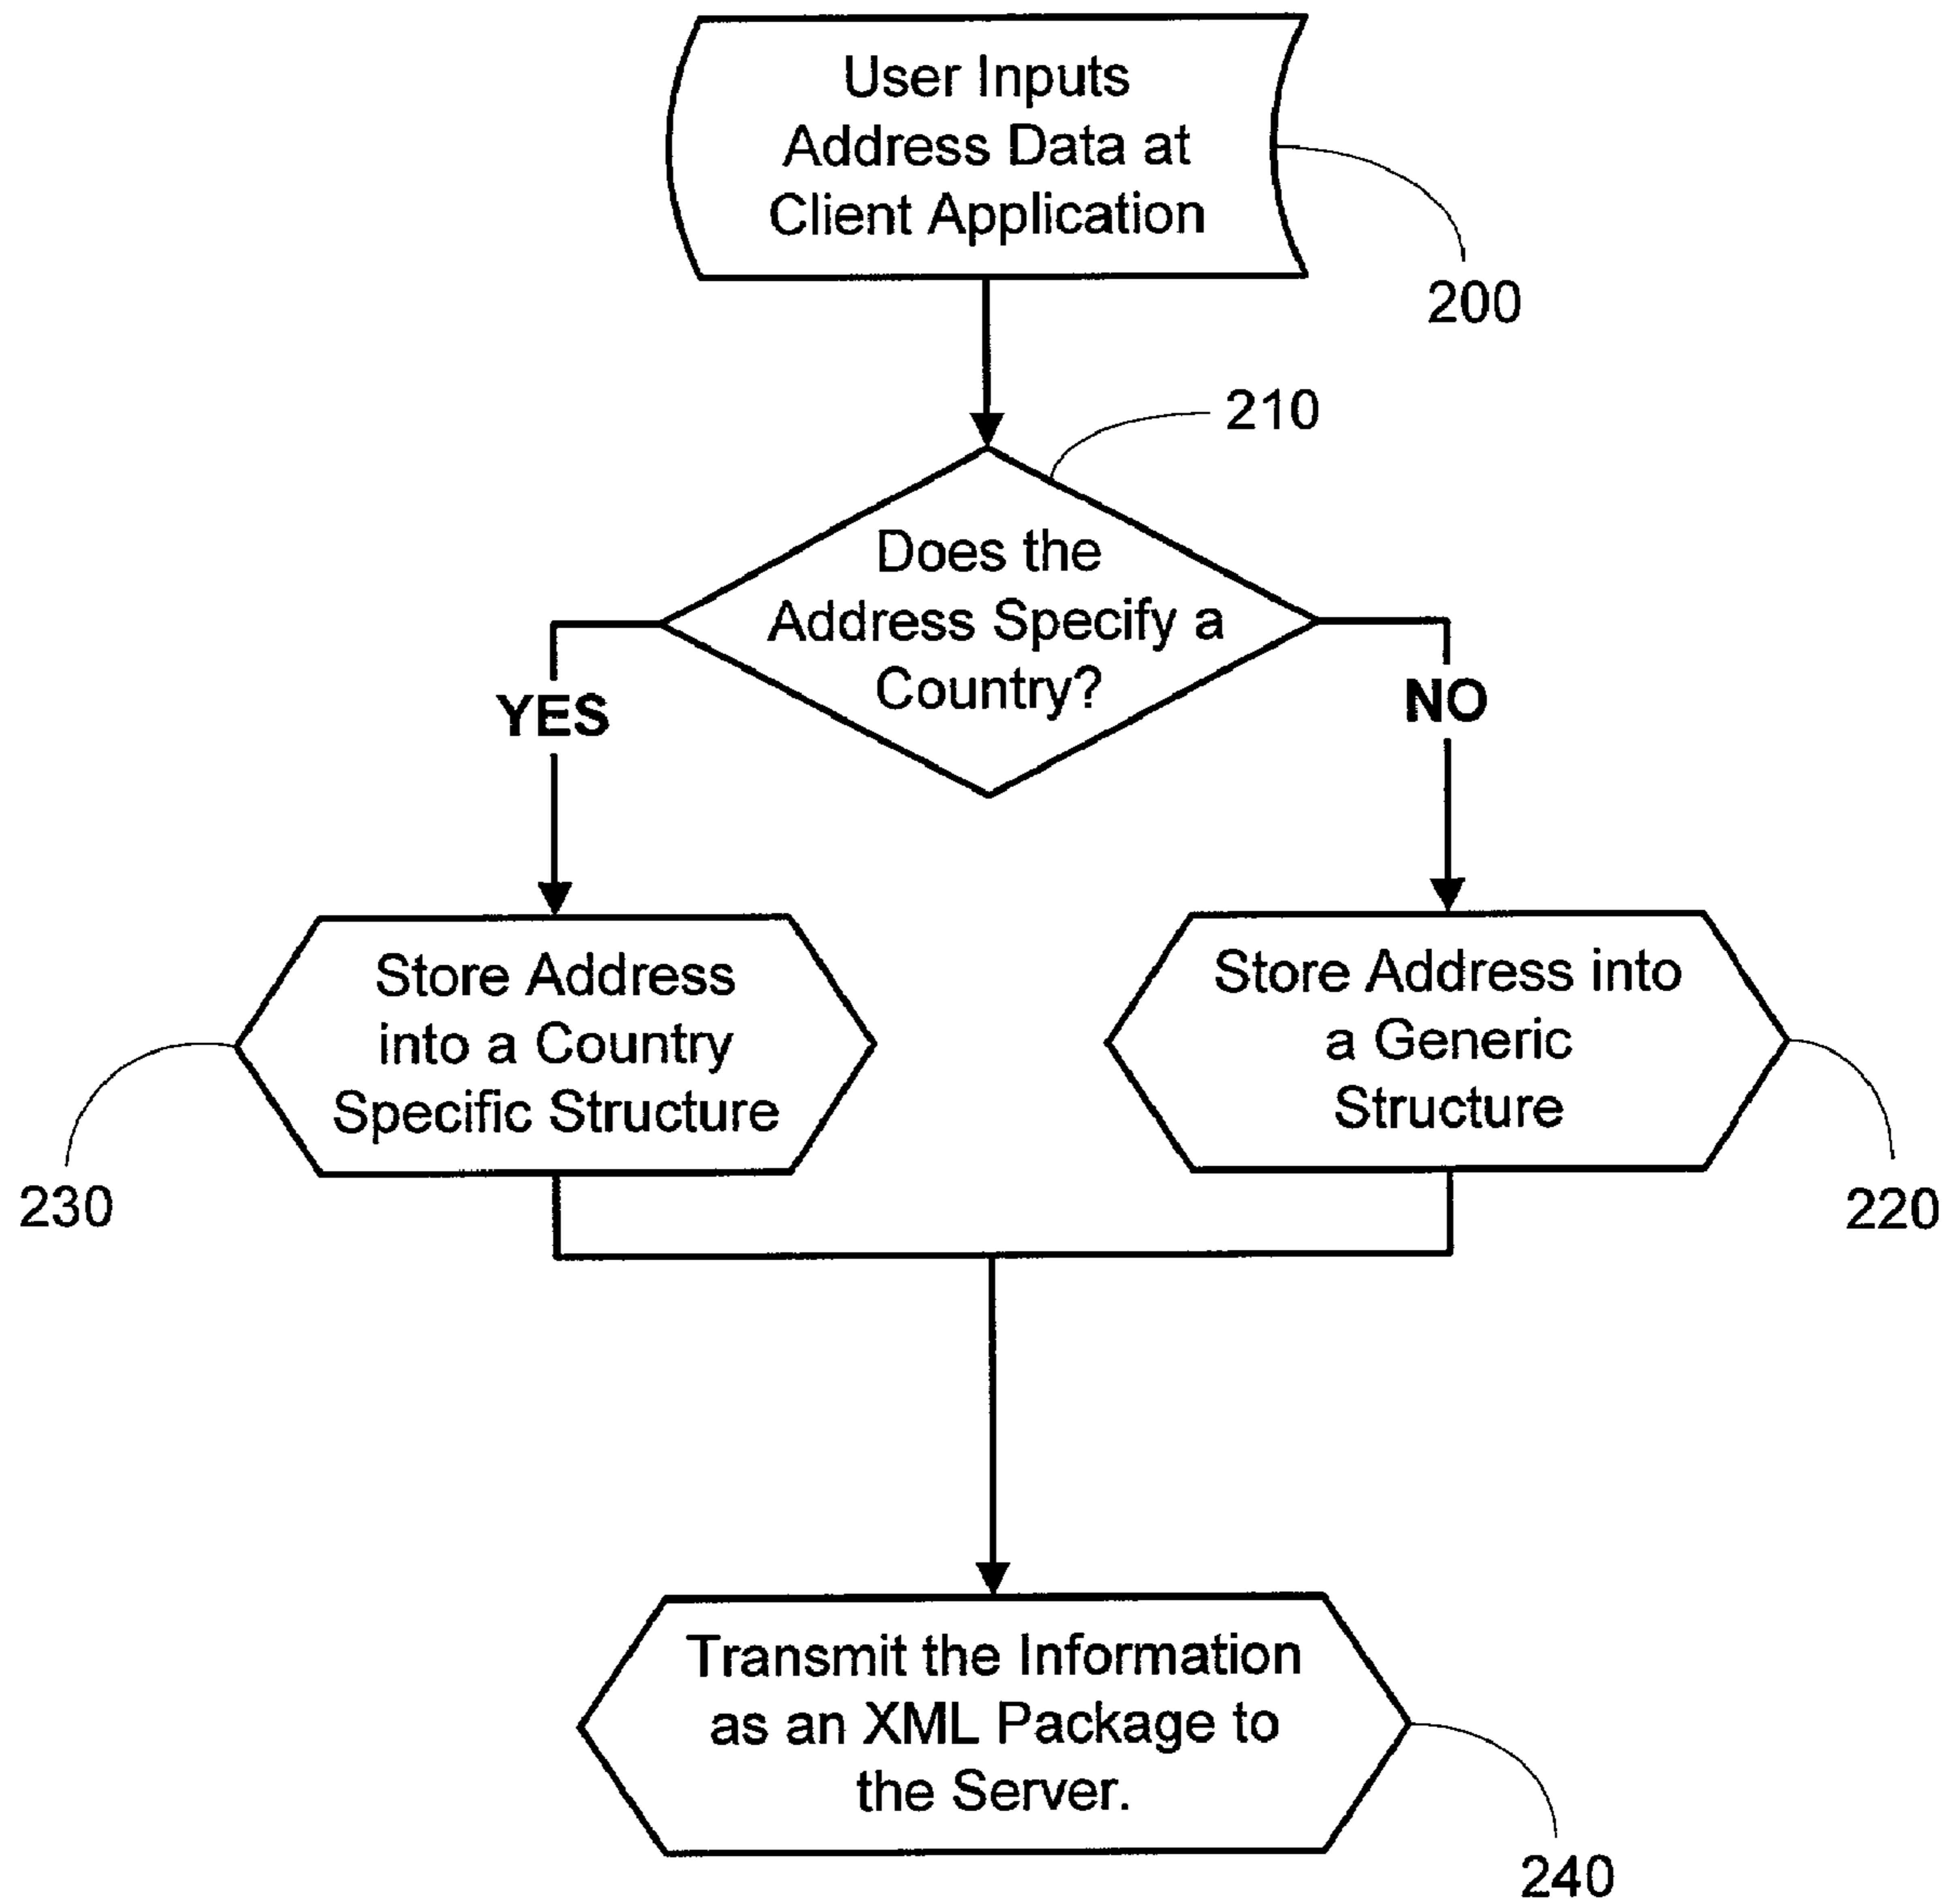 User Inputs
Address Data at
Client Application
200
210
Does the
Address Specify a
Country?
YES
NO
Store Address
into a Country
Specific Structure
230
Store Address into
a Generic
Structure
220
Transmit the Information
as an XML Package to
the Server.
240